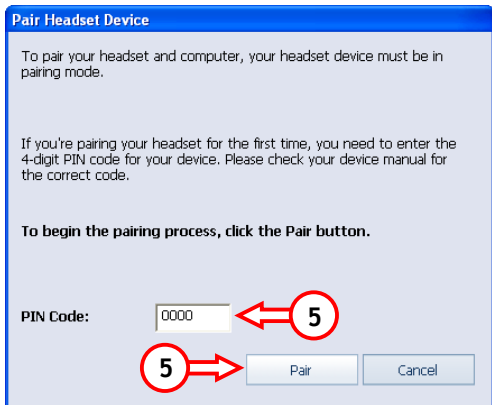 Pair Headset Device
To pair your headset and computer, your headset device must be in
pairing mode.
If you're pairing your headset for the first time, you need to enter the
4-digit PIN code for your device. Please check your device manual for
the correct code.
To begin the pairing process, click the Pair button.
PIN Code: 0000 5
5 Pair Cancel